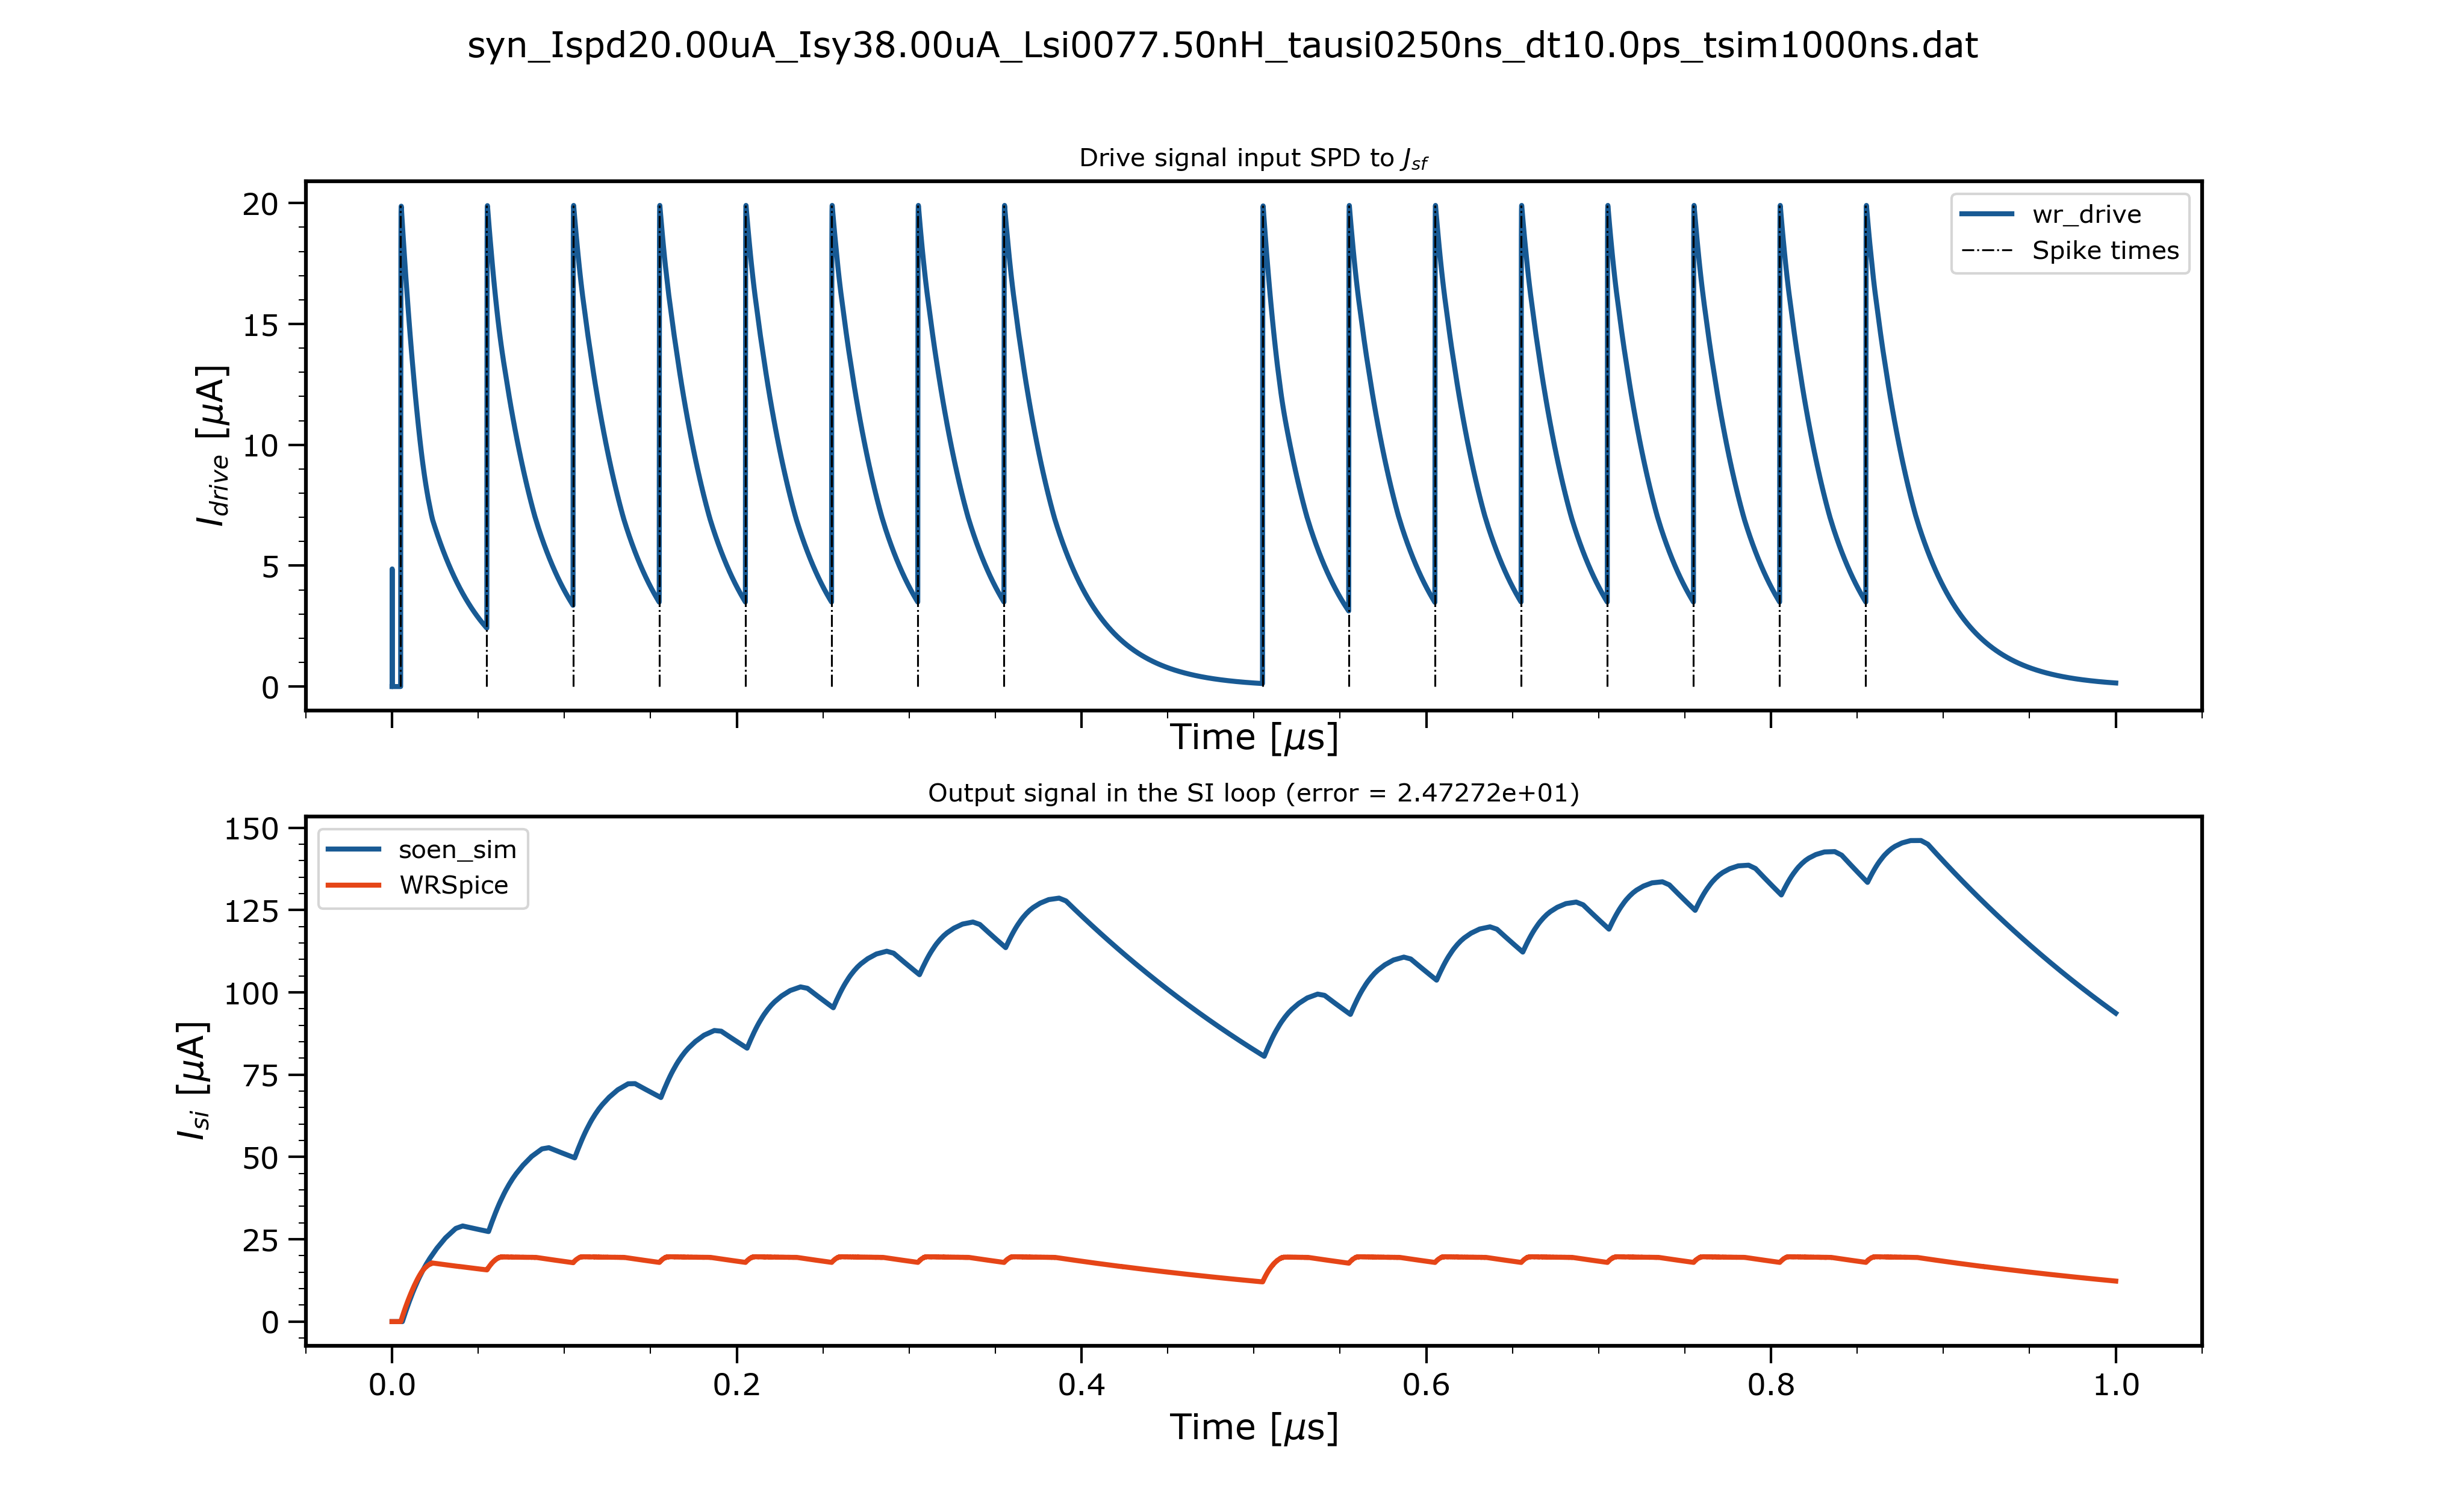 syn_Ispd20.00uA_Isy38.00uA_Lsi0077.50nH_tausi0250ns_dt10.0ps_tsim1000ns.dat
Drive signal input SPD to J_sf
20
15
10
5
0
I_drive [μA]
wr_drive
Spike times
Time [μs]
Output signal in the SI loop (error = 2.47272e+01)
150
125
100
75
50
25
0
I_si [μA]
soen_sim
WRSpice
0.0 0.2 0.4 0.6 0.8 1.0
Time [μs]